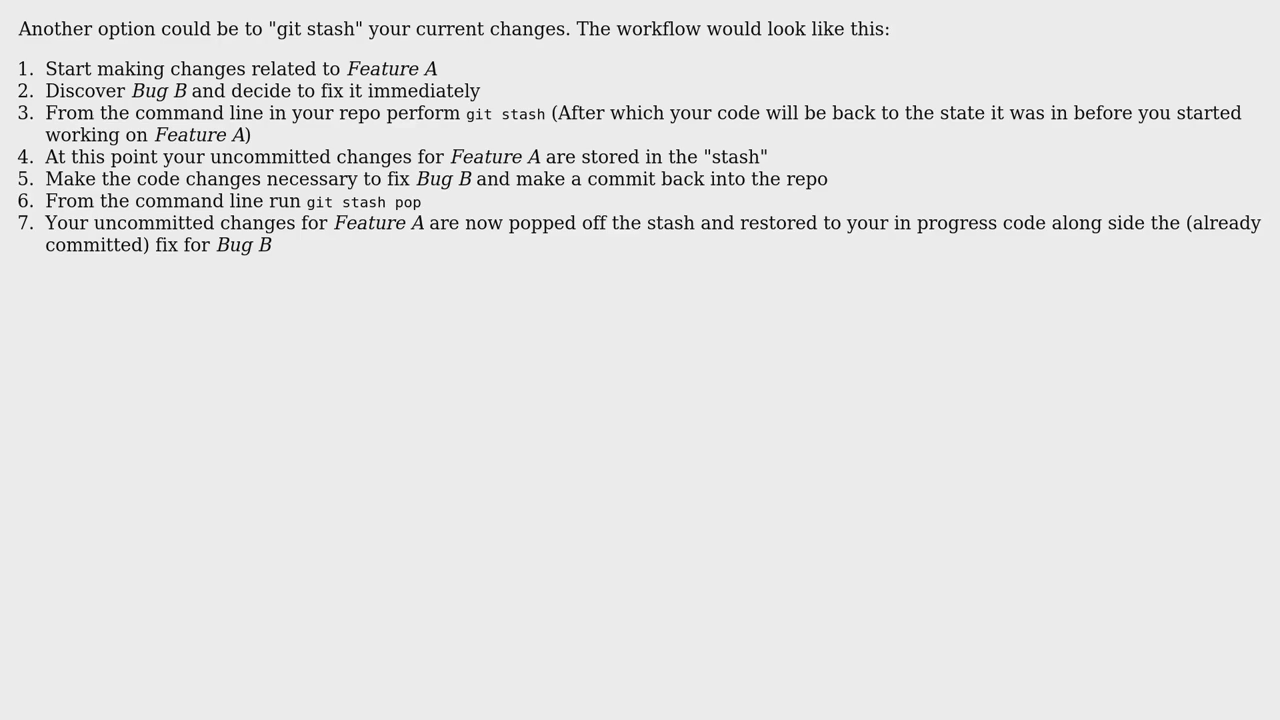 Another option could be to "git stash" your current changes. The workflow would look like this:
1. Start making changes related to Feature A
2. Discover Bug B and decide to fix it immediately
3. From the command line in your repo perform git stash (After which your code will be back to the state it was in before you started
working on Feature A)
4. At this point your uncommitted changes for Feature A are stored in the "stash"
5. Make the code changes necessary to fix Bug B and make a commit back into the repo
6. From the command line run git stash pop
7. Your uncommitted changes for Feature A are now popped off the stash and restored to your in progress code along side the (already
committed) fix for Bug B